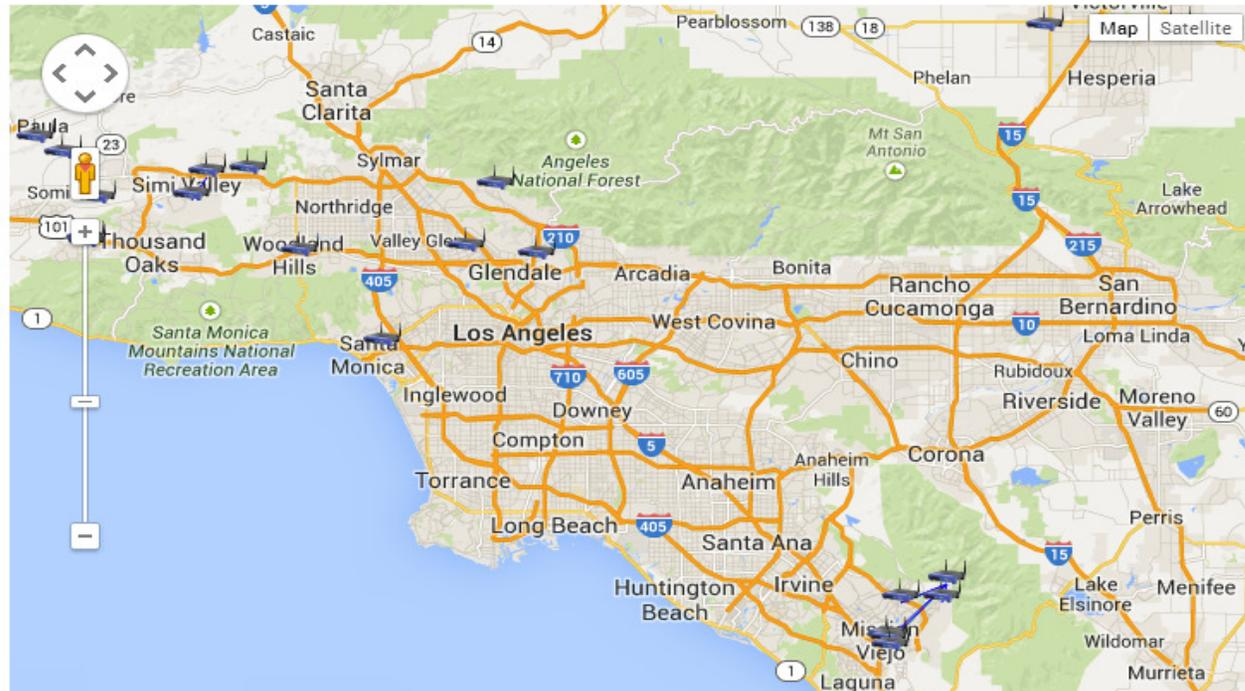 5
Castaic
14
Pearblossom
138
18
Map
Satellite
Phelan
Hesperia
Santa
Clarita
Paula
23
15
Mt San
Antonio
Sylmar
Angeles
National Forest
Simi Valley
Northridge
15
Lake
Arrowhead
101
Thousand
Oaks
Woodland
Hills
210
215
405
Glendale
Arcadia
Bonita
Rancho
Cucamonga
San
Bernardino
1
Santa Monica
Mountains National
Recreation Area
Santa
Monica
Los Angeles
West Covina
10
Loma Linda
Chino
710
605
Rubidoux
Inglewood
Riverside
Moreno
Valley
60
Downey
Compton
5
Torrance
Anaheim
Anaheim
Hills
Corona
Long Beach
405
Santa Ana
Perris
15
Huntington
Beach
Irvine
Lake
Elsinore
Menifee
Mission
Viejo
Wildomar
1
Laguna
Murrieta